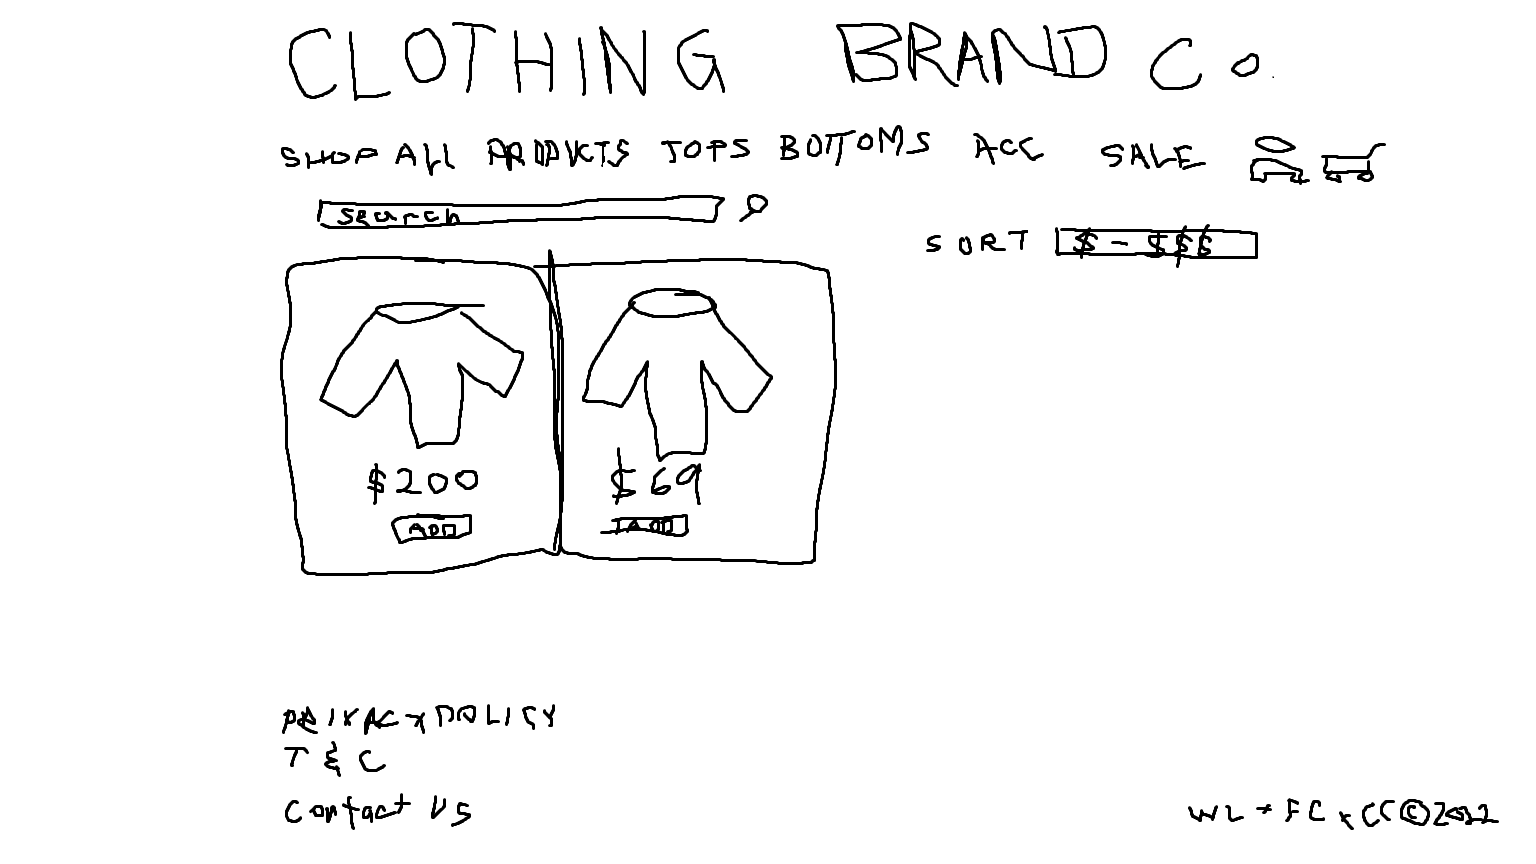 CLOTHING BRAND Co.
SHOP ALL PRODUCTS TOPS BOTTOMS ACC SALE
search
SORT $ - $$$
$200 $69
ADD ADD
PRIVACY POLICY
T & C
Contact us
WL + FC + CC © 2022